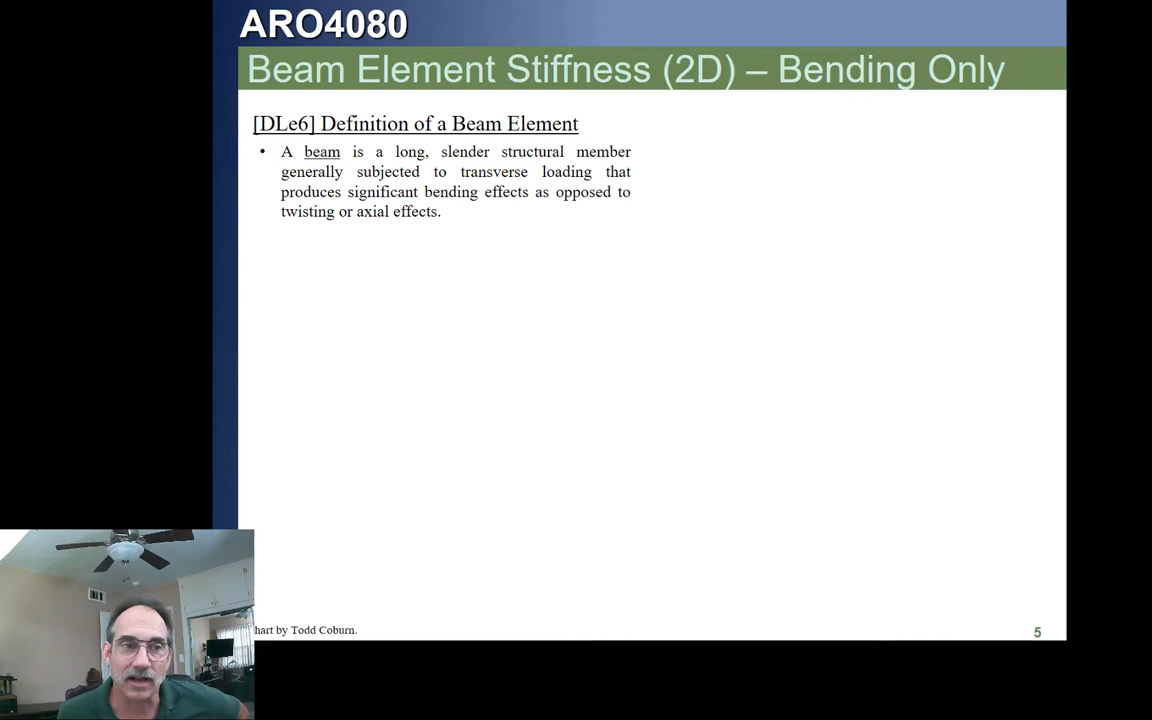 ARO4080
Beam Element Stiffness (2D) – Bending Only
[DLe6] Definition of a Beam Element
• A beam is a long, slender structural member
generally subjected to transverse loading that
produces significant bending effects as opposed to
twisting or axial effects.
hart by Todd Coburn.
5